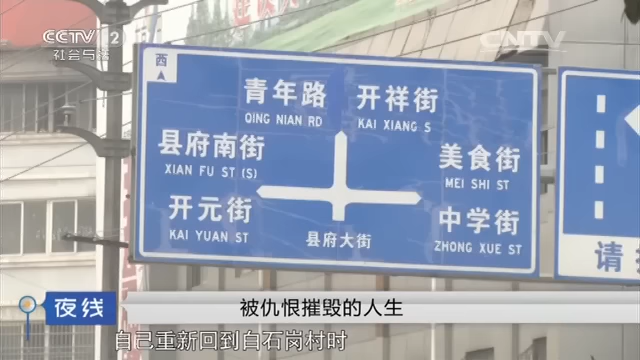 CCTV 12
社会与法
CNTV
西
青年路
QING NIAN RD
开祥街
KAI XIANG S
县府南街
XIAN FU ST (S)
美食街
MEI SHI ST
开元街
KAI YUAN ST
县府大街
中学街
ZHONG XUE ST
请
夜线
被仇恨摧毁的人生
自己重新回到白石岗村时